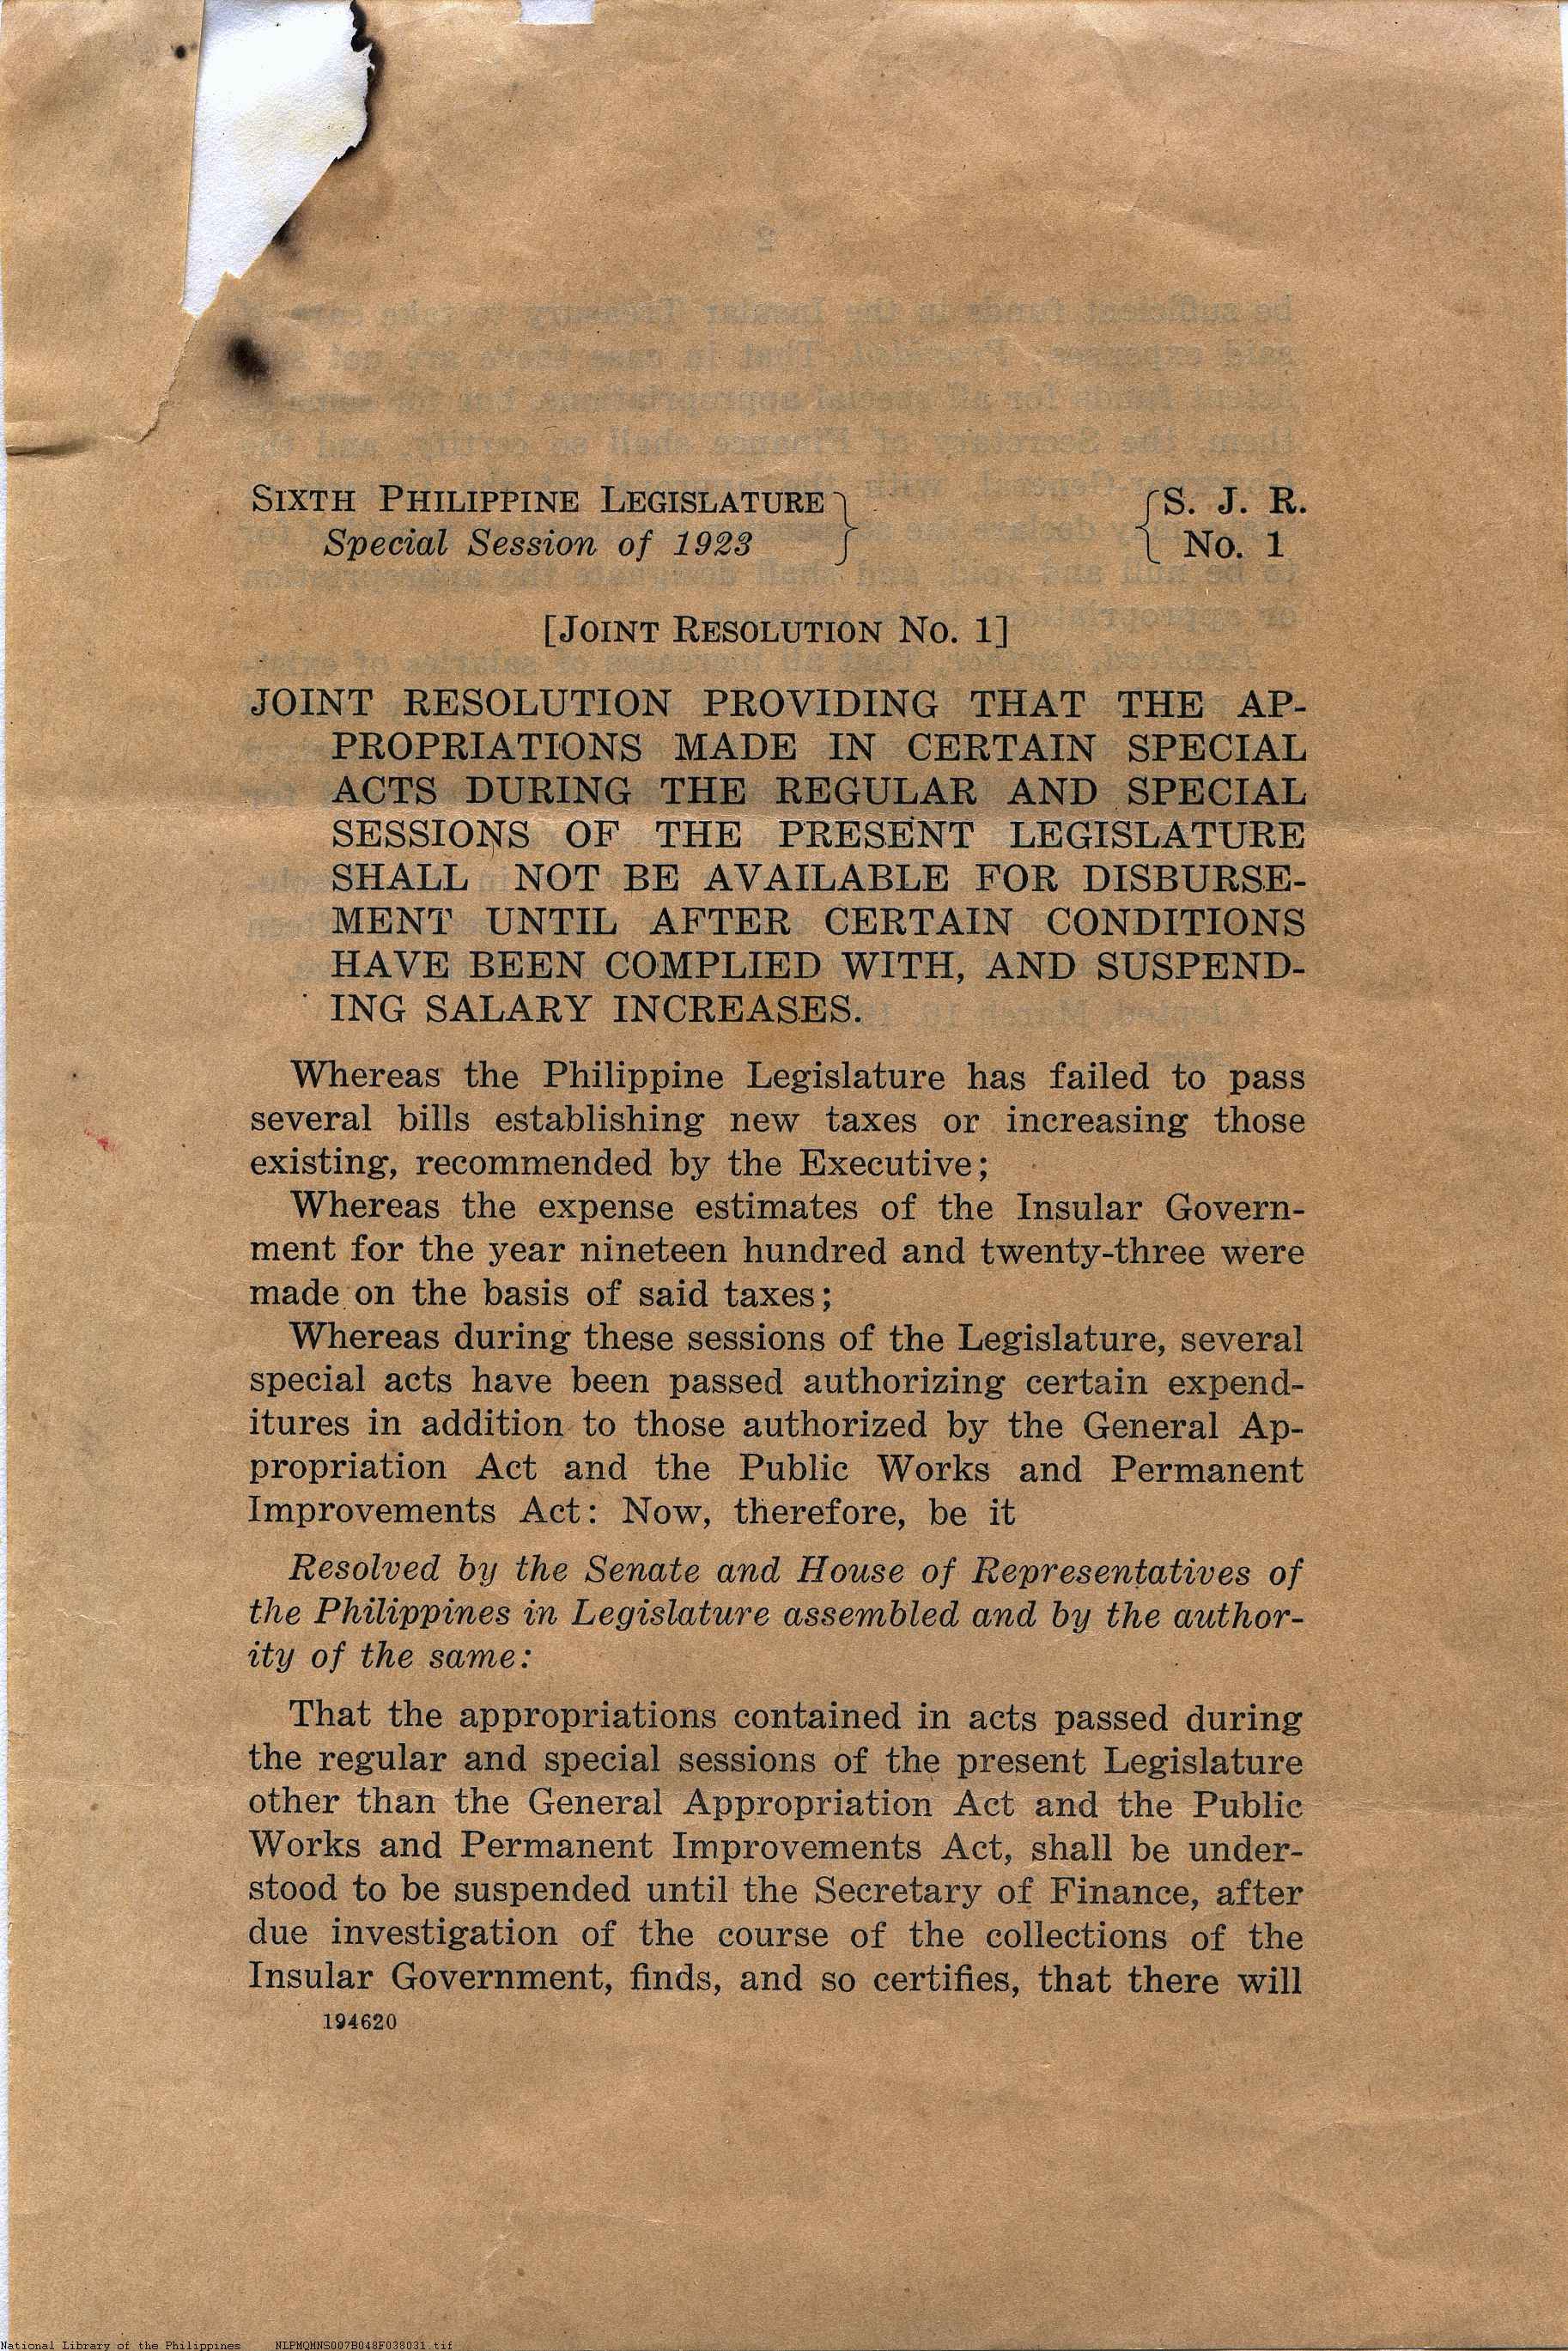 SIXTH PHILIPPINE LEGISLATURE } { S. J. R.
Special Session of 1923 } { No. 1
[JOINT RESOLUTION NO. 1]
JOINT RESOLUTION PROVIDING THAT THE AP-
PROPRIATIONS MADE IN CERTAIN SPECIAL
ACTS DURING THE REGULAR AND SPECIAL
SESSIONS OF THE PRESENT LEGISLATURE
SHALL NOT BE AVAILABLE FOR DISBURSE-
MENT UNTIL AFTER CERTAIN CONDITIONS
HAVE BEEN COMPLIED WITH, AND SUSPEND-
ING SALARY INCREASES.
Whereas the Philippine Legislature has failed to pass
several bills establishing new taxes or increasing those
existing, recommended by the Executive;
Whereas the expense estimates of the Insular Govern-
ment for the year nineteen hundred and twenty-three were
made on the basis of said taxes;
Whereas during these sessions of the Legislature, several
special acts have been passed authorizing certain expend-
itures in addition to those authorized by the General Ap-
propriation Act and the Public Works and Permanent
Improvements Act: Now, therefore, be it
Resolved by the Senate and House of Representatives of
the Philippines in Legislature assembled and by the author-
ity of the same:
That the appropriations contained in acts passed during
the regular and special sessions of the present Legislature
other than the General Appropriation Act and the Public
Works and Permanent Improvements Act, shall be under-
stood to be suspended until the Secretary of Finance, after
due investigation of the course of the collections of the
Insular Government, finds, and so certifies, that there will
194620
National Library of the Philippines NLPMQMNS007B048F038031.tif